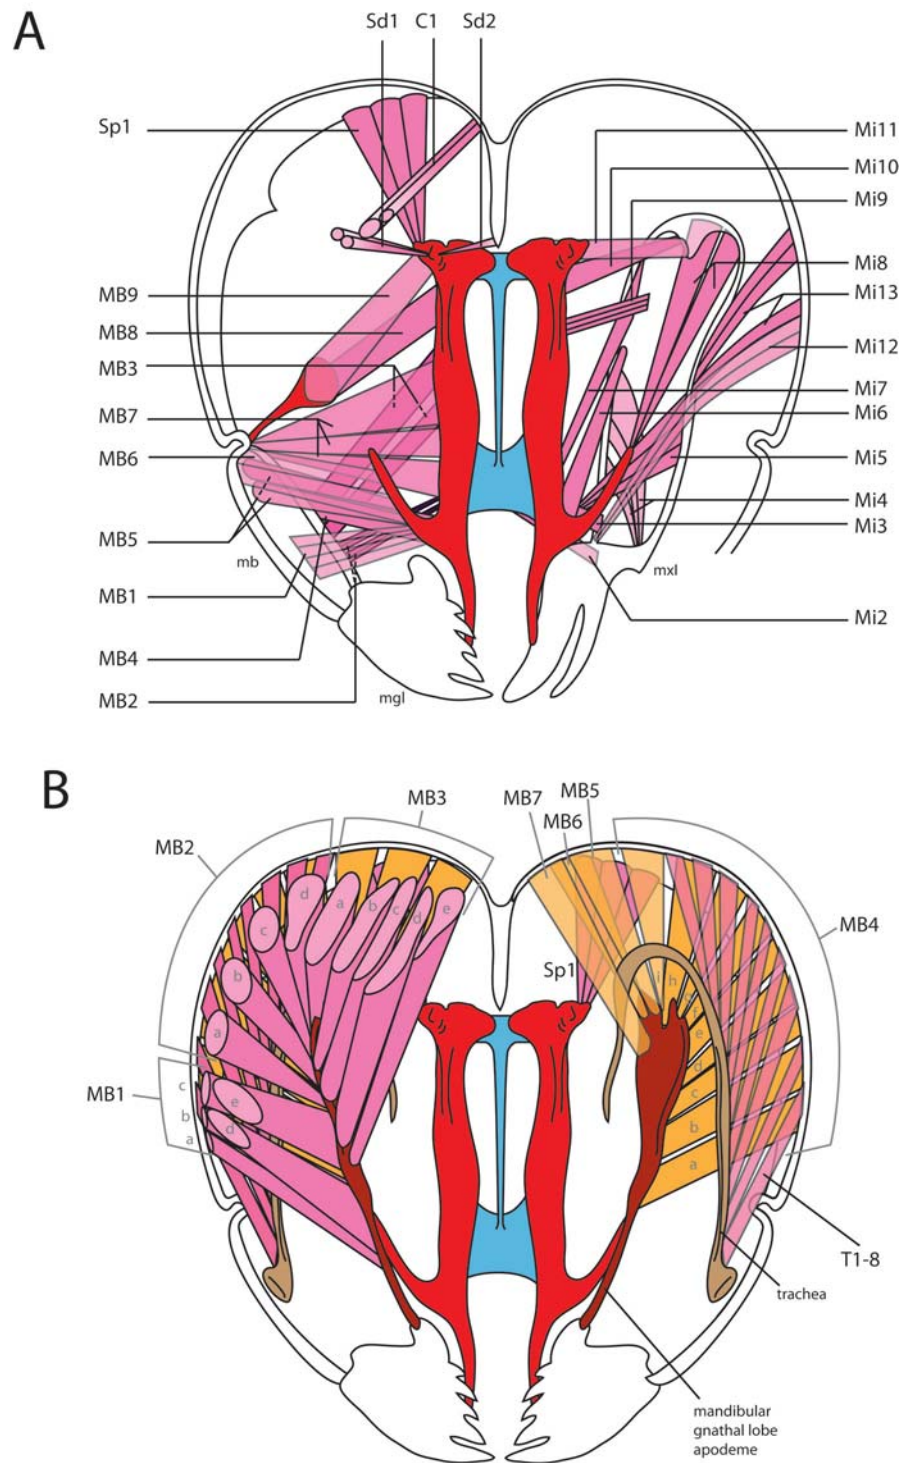 A
Sd1 C1 Sd2
Sp1
MB9
MB8
MB3
MB7
MB6
MB5
mb
MB1
MB4
MB2
mgl
Mi11
Mi10
Mi9
Mi8
Mi13
Mi12
Mi7
Mi6
Mi5
Mi4
Mi3
mxl
Mi2
B
MB3
MB2
d a b c d e
c
b
a
MB1
c
b
a
e
d
MB7
MB6
MB5
MB4
Sp1
i h
f
e
d
c
b
a
T1-8
trachea
mandibular
gnathal lobe
apodeme